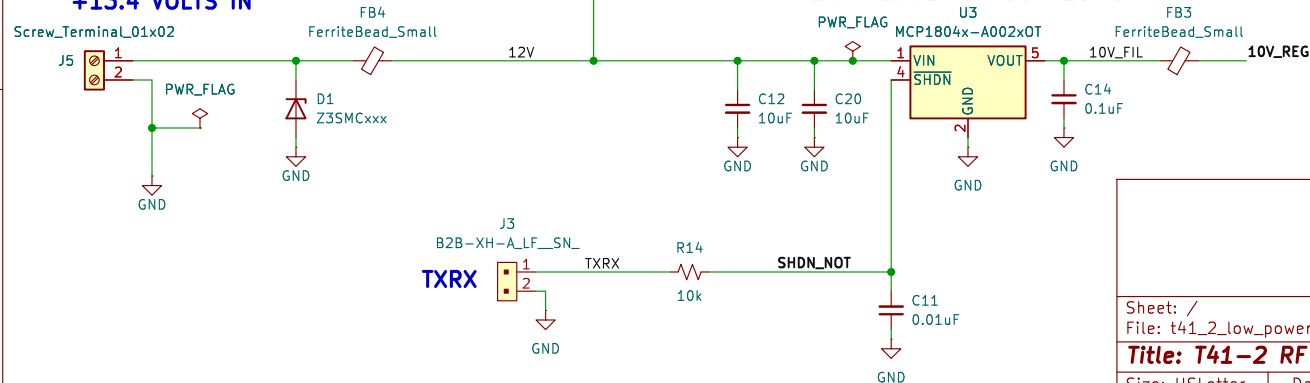 +13.4 VOLTS IN
Screw_Terminal_01x02
J5
1
2
PWR_FLAG
GND
D1
Z3SMCxxx
GND
FB4
FerriteBead_Small
12V
C12
10uF
GND
C20
10uF
GND
PWR_FLAG
U3
MCP1804x-A002xOT
1
VIN
4
SHDN
VOUT
5
GND
2
GND
10V_FIL
C14
0.1uF
GND
FB3
FerriteBead_Small
10V_REG
J3
B2B-XH-A_LF__SN_
TXRX
1
2
TXRX
GND
R14
10k
SHDN_NOT
C11
0.01uF
GND
Sheet: /
File: t41_2_low_power
Title: T41-2 RF